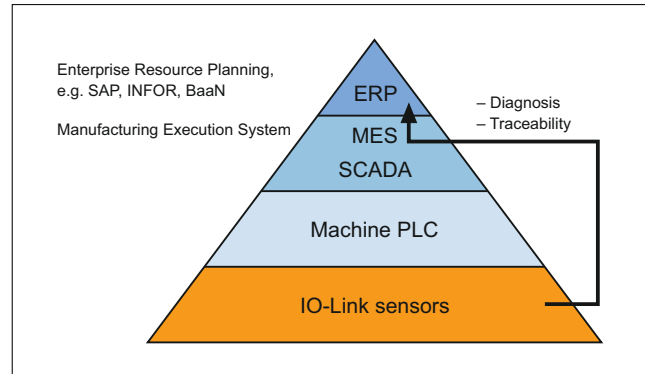 Enterprise Resource Planning,
e.g. SAP, INFOR, BaaN
Manufacturing Execution System
ERP
– Diagnosis
– Traceability
MES
SCADA
Machine PLC
IO-Link sensors